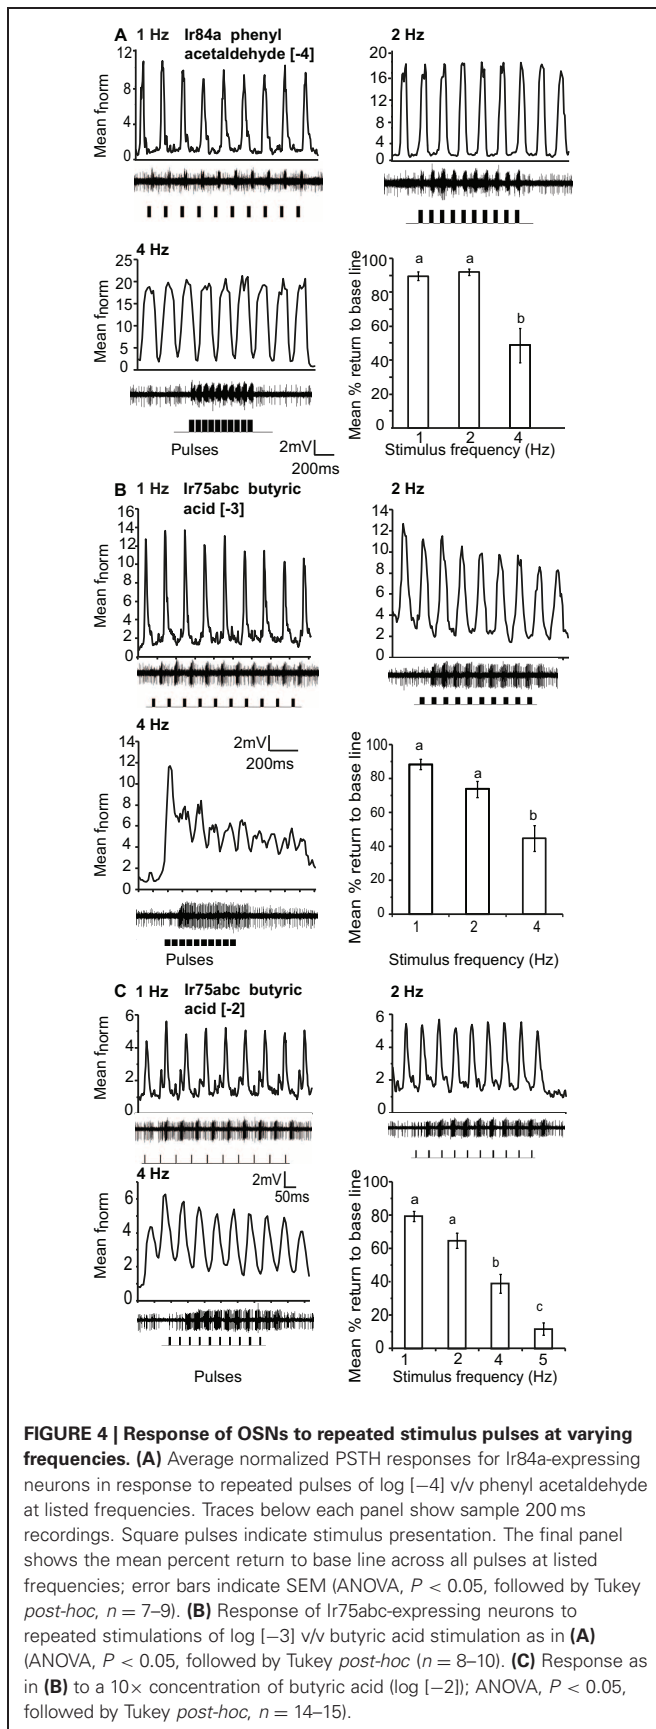 A 1 Hz Ir84a phenyl
acetaldehyde [-4]
12
8
4
0
Mean fnorm
2 Hz
20
16
12
8
4
0
4 Hz
25
20
15
10
5
0
Mean fnorm
Pulses
2mV
200ms
100
80
60
40
20
0
Mean % return to base line
a
a
b
1 2 4
Stimulus frequency (Hz)
B 1 Hz Ir75abc butyric
acid [-3]
16
14
12
10
8
6
4
2
0
Mean fnorm
2 Hz
14
12
10
8
6
4
2
0
4 Hz
14
12
10
8
6
4
2
0
Mean fnorm
2mV
200ms
Pulses
100
80
60
40
20
0
Mean % return to base line
a
a
b
1 2 4
Stimulus frequency (Hz)
C 1 Hz Ir75abc butyric
acid [-2]
6
4
2
0
Mean fnorm
2 Hz
6
4
2
0
4 Hz
6
4
2
0
Mean fnorm
2mV
50ms
Pulses
80
60
40
20
0
Mean % return to base line
a
a
b
c
1 2 4 5
Stimulus frequency (Hz)
FIGURE 4 | Response of OSNs to repeated stimulus pulses at varying
frequencies. (A) Average normalized PSTH responses for Ir84a-expressing
neurons in response to repeated pulses of log [−4] v/v phenyl acetaldehyde
at listed frequencies. Traces below each panel show sample 200 ms
recordings. Square pulses indicate stimulus presentation. The final panel
shows the mean percent return to base line across all pulses at listed
frequencies; error bars indicate SEM (ANOVA, P < 0.05, followed by Tukey
post-hoc, n = 7–9). (B) Response of Ir75abc-expressing neurons to
repeated stimulations of log [−3] v/v butyric acid stimulation as in (A)
(ANOVA, P < 0.05, followed by Tukey post-hoc (n = 8–10). (C) Response as
in (B) to a 10× concentration of butyric acid (log [−2]); ANOVA, P < 0.05,
followed by Tukey post-hoc, n = 14–15).